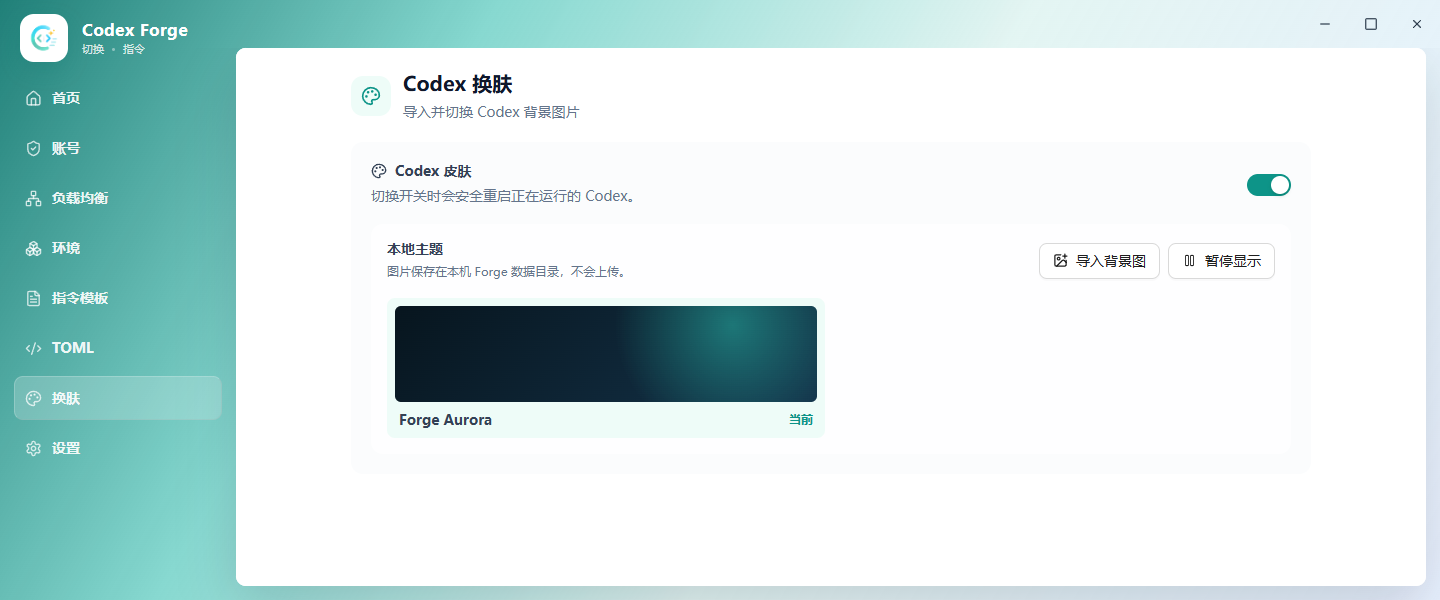 Codex Forge
切换 • 指令
首页
账号
负载均衡
环境
指令模板
TOML
换肤
设置
Codex 换肤
导入并切换 Codex 背景图片
Codex 皮肤
切换开关时会安全重启正在运行的 Codex。
本地主题
图片保存在本机 Forge 数据目录，不会上传。
导入背景图
暂停显示
Forge Aurora
当前